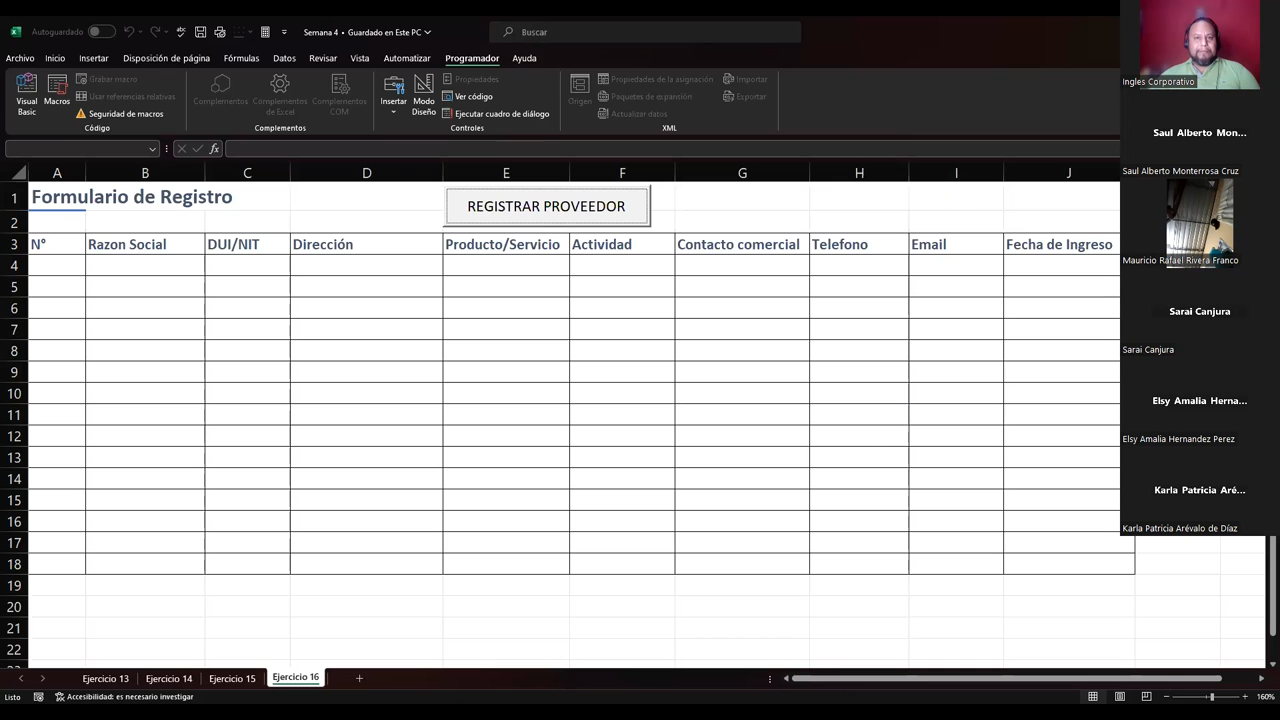 Autoguardado
Semana 4 • Guardado en Este PC
Buscar
Archivo Inicio Insertar Disposición de página Fórmulas Datos Revisar Vista Automatizar Programador Ayuda
Visual Basic
Macros
Grabar macro
Usar referencias relativas
Seguridad de macros
Código
Complementos
Complementos de Excel
Complementos COM
Complementos
Insertar
Modo Diseño
Propiedades
Ver código
Ejecutar cuadro de diálogo
Controles
Origen
Propiedades de la asignación
Paquetes de expansión
Actualizar datos
Importar
Exportar
XML
fx
A B C D E F G H I J
1 Formulario de Registro
REGISTRAR PROVEEDOR
2
3 N° Razon Social DUI/NIT Dirección Producto/Servicio Actividad Contacto comercial Telefono Email Fecha de Ingreso
4
5
6
7
8
9
10
11
12
13
14
15
16
17
18
19
20
21
22
Ejercicio 13 Ejercicio 14 Ejercicio 15 Ejercicio 16
Listo
Accesibilidad: es necesario investigar
160%
Ingles Corporativo
Saul Alberto Mon...
Saul Alberto Monterrosa Cruz
Mauricio Rafael Rivera Franco
Sarai Canjura
Sarai Canjura
Elsy Amalia Herna...
Elsy Amalia Hernandez Perez
Karla Patricia Aré...
Karla Patricia Arévalo de Díaz